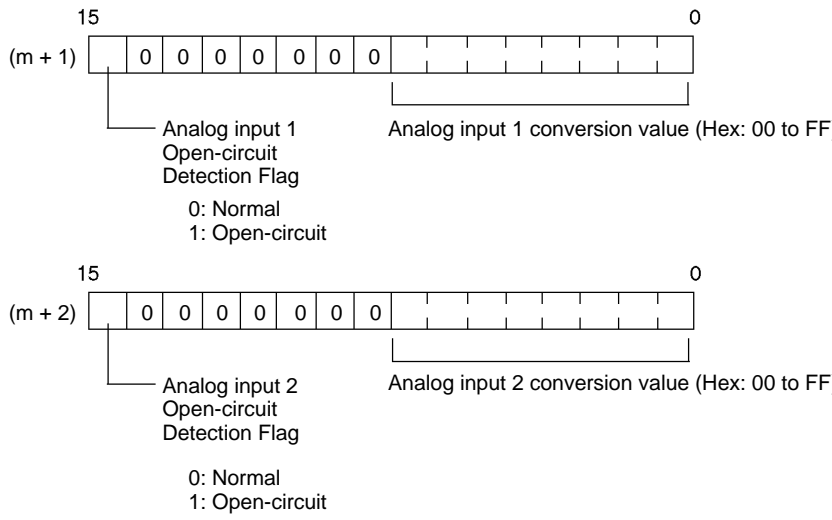 15 0
(m + 1) 0 0 0 0 0 0 0
Analog input 1 Analog input 1 conversion value (Hex: 00 to FF
Open-circuit
Detection Flag
0: Normal
1: Open-circuit
15 0
(m + 2) 0 0 0 0 0 0 0
Analog input 2 Analog input 2 conversion value (Hex: 00 to FF
Open-circuit
Detection Flag
0: Normal
1: Open-circuit